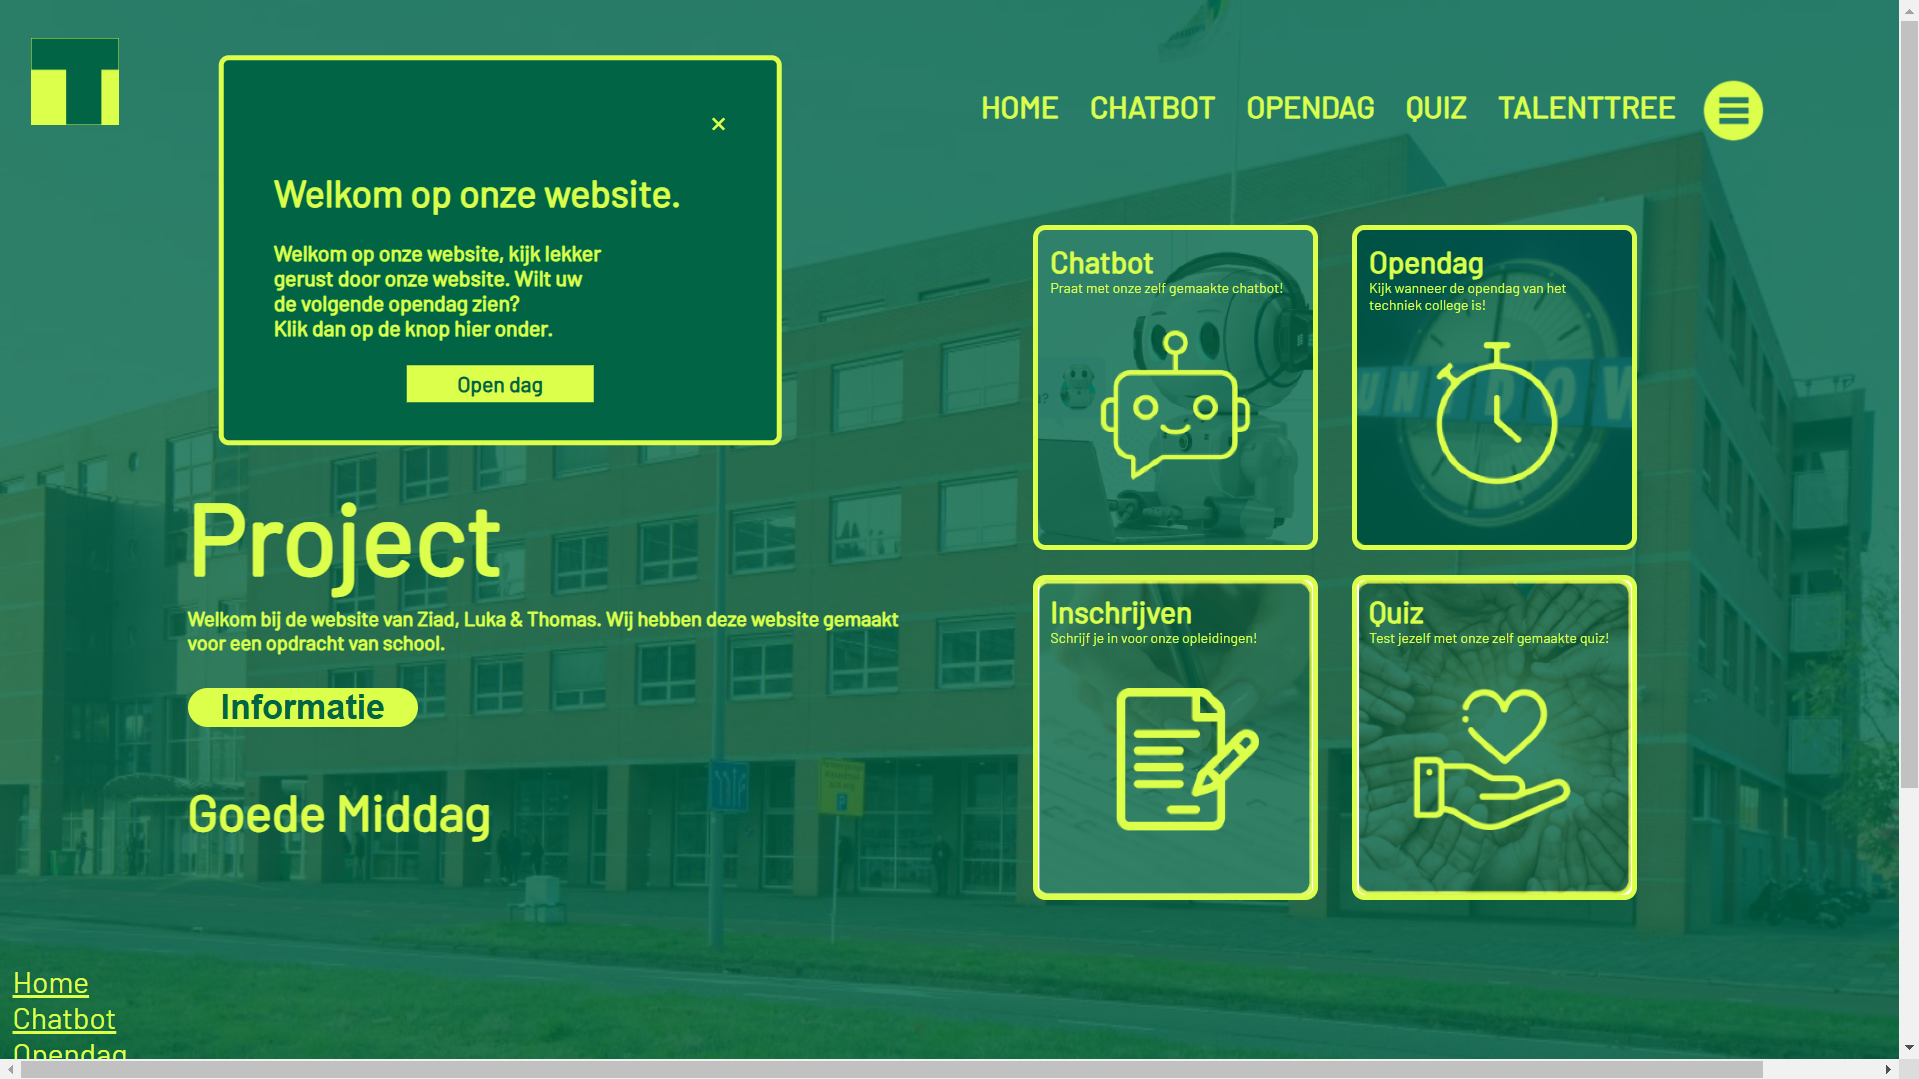 HOME CHATBOT OPENDAG QUIZ TALENTTREE
×
Welkom op onze website.
Welkom op onze website, kijk lekker
gerust door onze website. Wilt uw
de volgende opendag zien?
Klik dan op de knop hier onder.
Open dag
Project
Welkom bij de website van Ziad, Luka & Thomas. Wij hebben deze website gemaakt
voor een opdracht van school.
Informatie
Goede Middag
Chatbot
Praat met onze zelf gemaakte chatbot!
Opendag
Kijk wanneer de opendag van het
techniek college is!
Inschrijven
Schrijf je in voor onze opleidingen!
Quiz
Test jezelf met onze zelf gemaakte quiz!
Home
Chatbot
Opendag